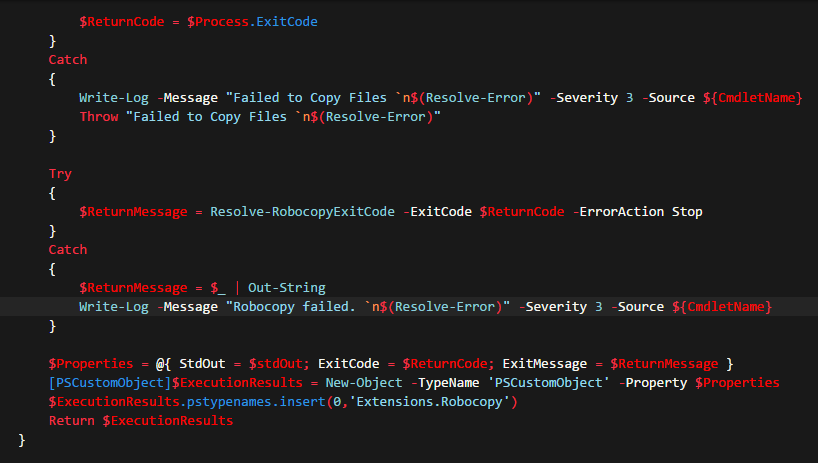 $ReturnCode = $Process.ExitCode
}
Catch
{
Write-Log -Message "Failed to Copy Files `n$(Resolve-Error)" -Severity 3 -Source ${CmdletName}
Throw "Failed to Copy Files `n$(Resolve-Error)"
}
Try
{
$ReturnMessage = Resolve-RobocopyExitCode -ExitCode $ReturnCode -ErrorAction Stop
}
Catch
{
$ReturnMessage = $_ | Out-String
Write-Log -Message "Robocopy failed. `n$(Resolve-Error)" -Severity 3 -Source ${CmdletName}
}
$Properties = @{ StdOut = $stdOut; ExitCode = $ReturnCode; ExitMessage = $ReturnMessage }
[PSCustomObject]$ExecutionResults = New-Object -TypeName 'PSCustomObject' -Property $Properties
$ExecutionResults.pstypenames.insert(0,'Extensions.Robocopy')
Return $ExecutionResults
}